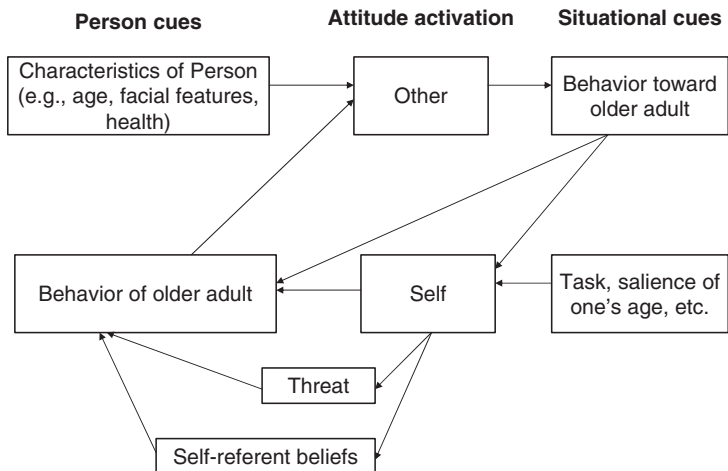 Person cues
Attitude activation
Situational cues
Characteristics of Person
(e.g., age, facial features,
health)
Other
Behavior toward
older adult
Behavior of older adult
Self
Task, salience of
one's age, etc.
Threat
Self-referent beliefs